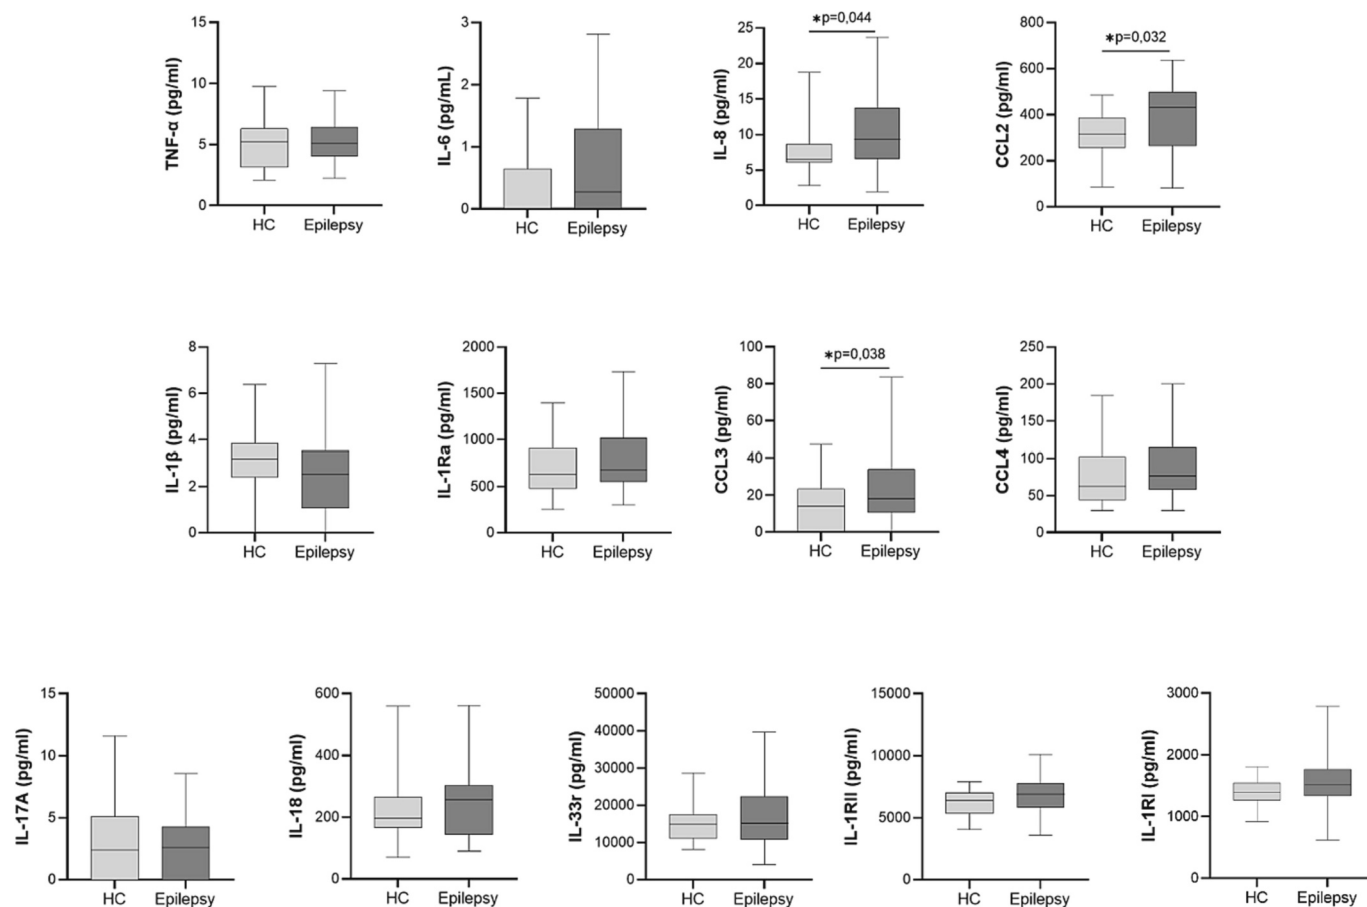 TNF-α (pg/ml)
15
10
5
0
HC Epilepsy
IL-6 (pg/mL)
3
2
1
0
HC Epilepsy
IL-8 (pg/ml)
25
20
15
10
5
0
∗p=0,044
HC Epilepsy
CCL2 (pg/ml)
800
600
400
200
0
∗p=0,032
HC Epilepsy
IL-1β (pg/ml)
8
6
4
2
0
HC Epilepsy
IL-1Ra (pg/ml)
2000
1500
1000
500
0
HC Epilepsy
CCL3 (pg/ml)
100
80
60
40
20
0
∗p=0,038
HC Epilepsy
CCL4 (pg/ml)
250
200
150
100
50
0
HC Epilepsy
IL-17A (pg/ml)
15
10
5
0
HC Epilepsy
IL-18 (pg/ml)
600
400
200
0
HC Epilepsy
IL-33r (pg/ml)
50000
40000
30000
20000
10000
0
HC Epilepsy
IL-1RII (pg/ml)
15000
10000
5000
0
HC Epilepsy
IL-1RI (pg/ml)
3000
2000
1000
0
HC Epilepsy